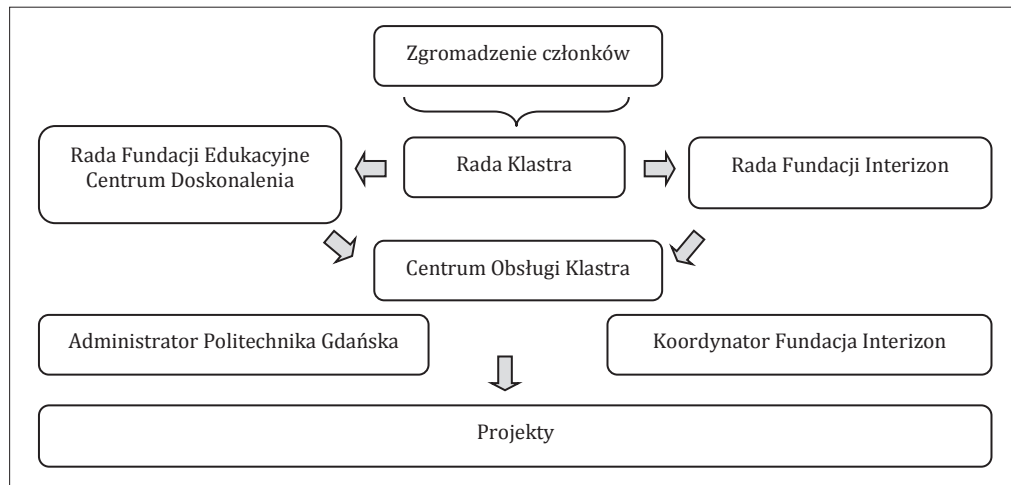 Zgromadzenie członków
Rada Fundacji Edukacyjne
Centrum Doskonalenia
Rada Klastra
Rada Fundacji Interizon
Centrum Obsługi Klastra
Administrator Politechnika Gdańska
Koordynator Fundacja Interizon
Projekty